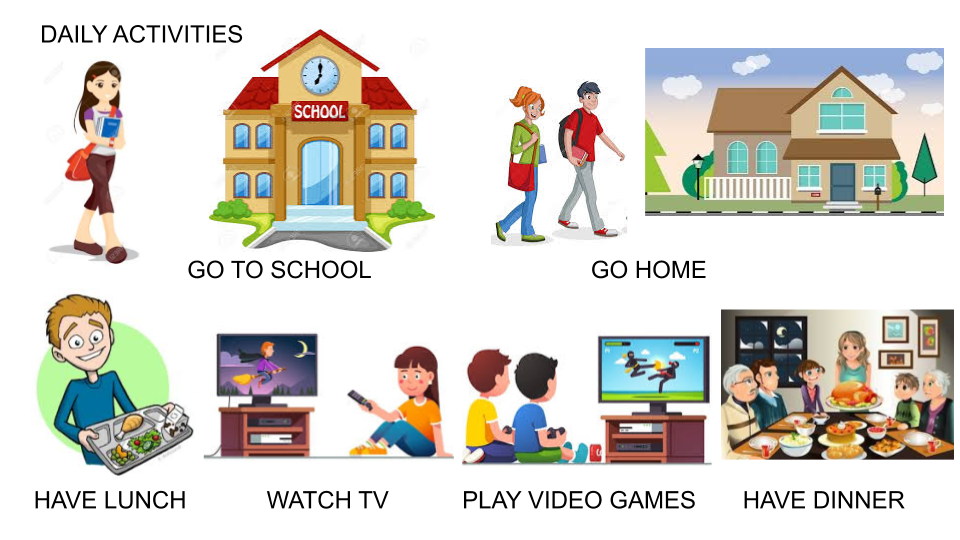 DAILY ACTIVITIES
SCHOOL
GO TO SCHOOL
GO HOME
HAVE LUNCH
WATCH TV
PLAY VIDEO GAMES
HAVE DINNER